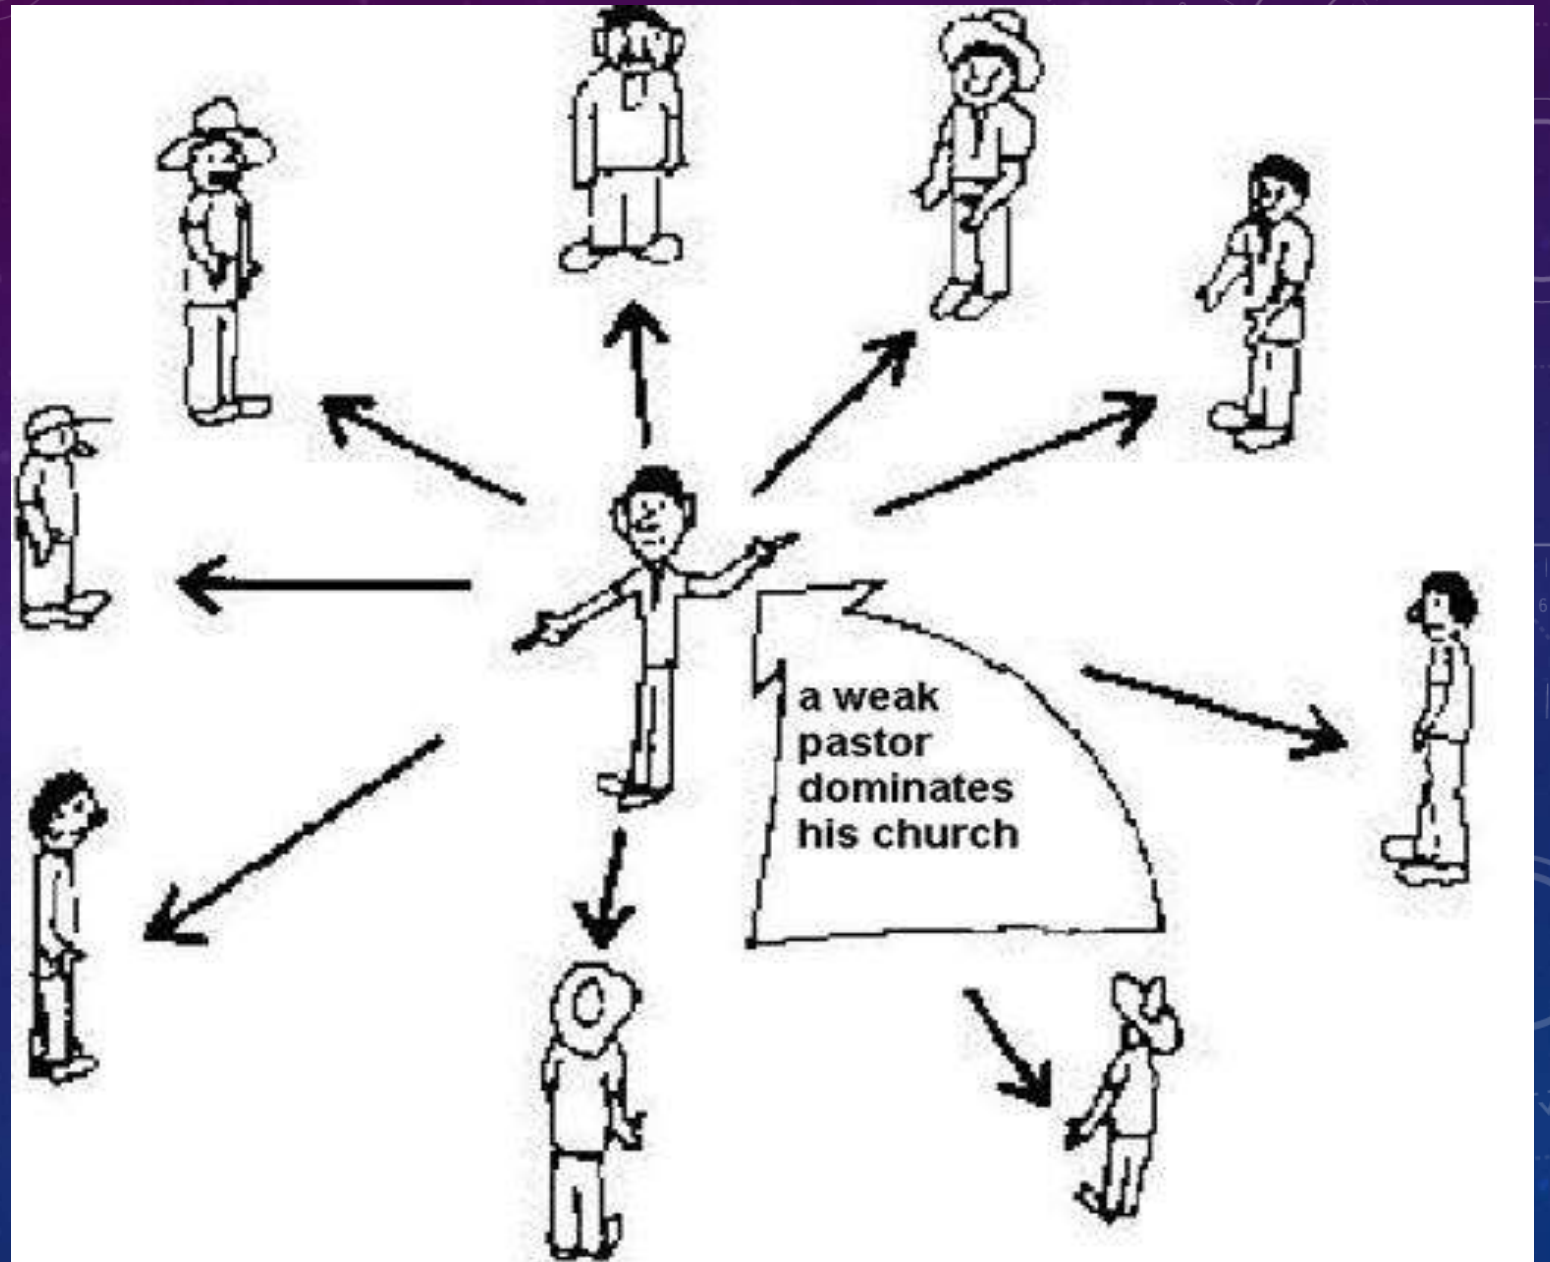 a weak
pastor
dominates
his church